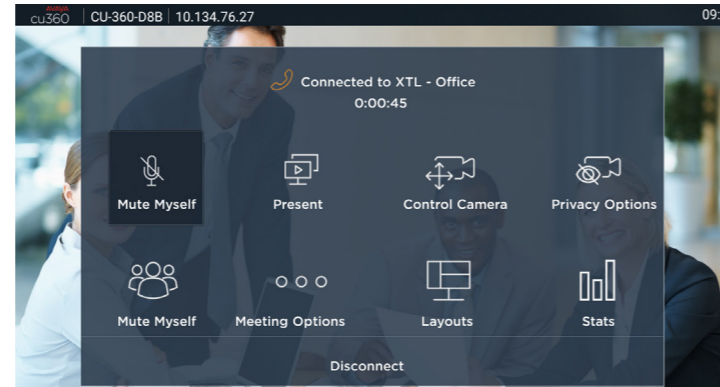 AVAYA
cu360 CU-360-D8B 10.134.76.27 09:
Connected to XTL - Office
0:00:45
Mute Myself Present Control Camera Privacy Options
Mute Myself Meeting Options Layouts Stats
Disconnect